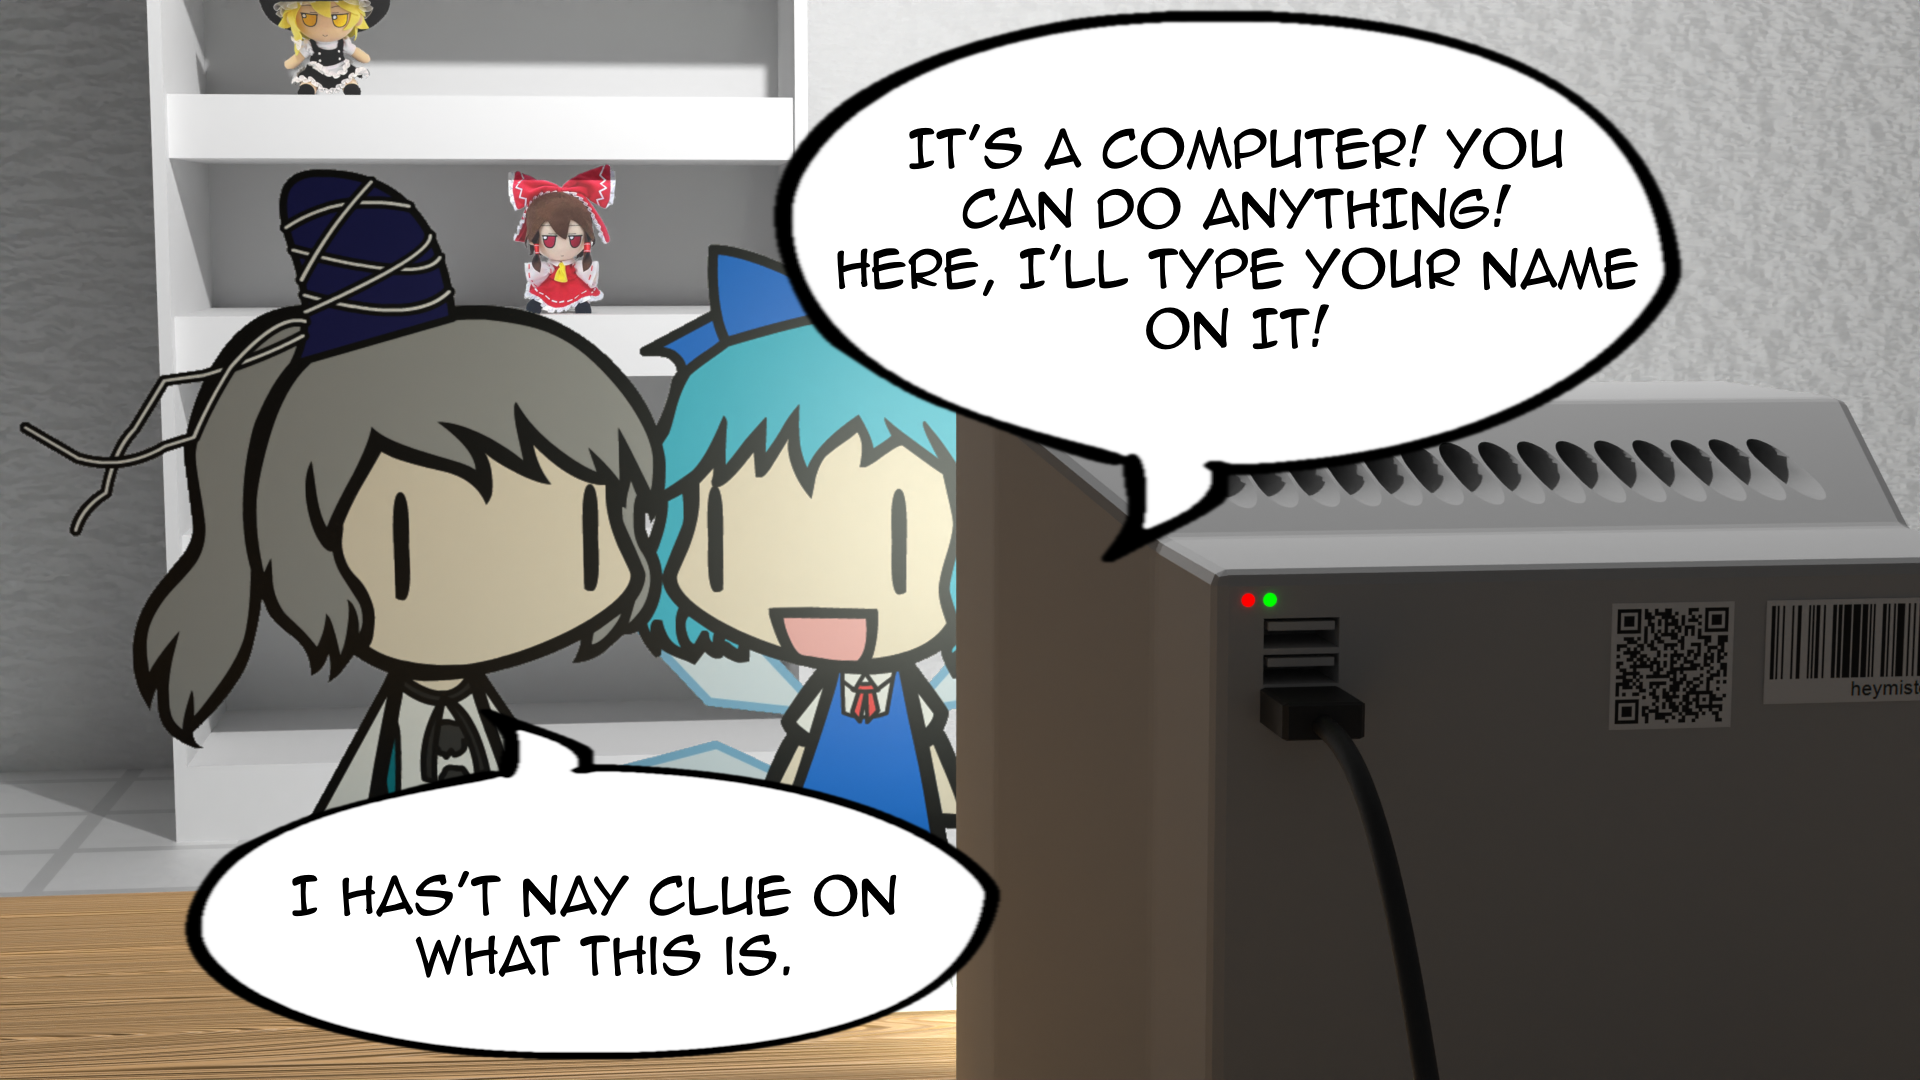 IT'S A COMPUTER! YOU
CAN DO ANYTHING!
HERE, I'LL TYPE YOUR NAME
ON IT!
heymist
I HAS'T NAY CLUE ON
WHAT THIS IS.